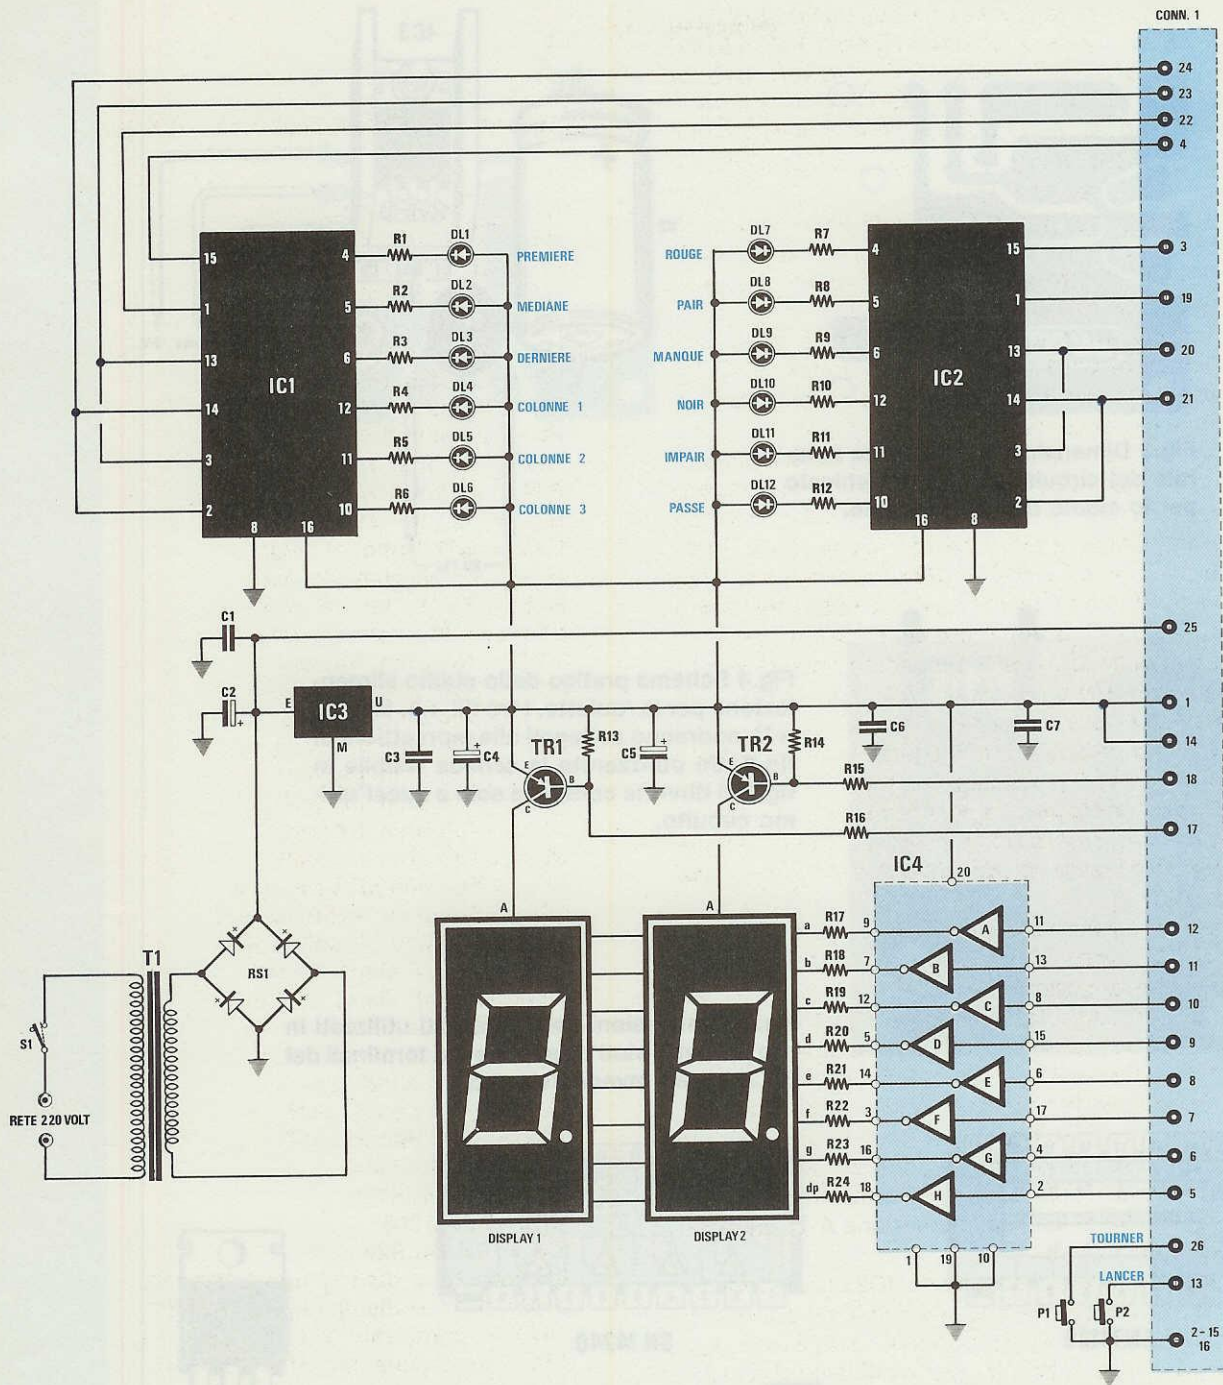 CONN. 1
24
23
22
4
15 4 R1 DL1 PREMIERE
1 5 R2 DL2 MEDIANE
13 6 R3 DL3 DERNIERE
IC1
14 12 R4 DL4 COLONNE 1
3 11 R5 DL5 COLONNE 2
2 10 R6 DL6 COLONNE 3
8 16
ROUGE DL7 R7 4 15 3
PAIR DL8 R8 5 1 19
MANQUE DL9 R9 6 13 20
IC2
NOIR DL10 R10 12 14 21
IMPAIR DL11 R11 11 3
PASSE DL12 R12 10 2
16 8
C1
25
C2
+
E IC3 U
M
C3
+ C4
TR1
E
B
C
R13
+
C5
TR2
E
B
C
R14
C6
C7
1
14
R15 18
R16 17
IC4
20
A
A
a R17 9 A 11 12
b R18 7 B 13 11
c R19 12 C 8 10
d R20 5 D 15 9
e R21 14 E 6 8
f R22 3 F 17 7
g R23 16 G 4 6
dp R24 18 H 2 5
1 19 10
T1
RS1
S1
RETE 220 VOLT
DISPLAY 1
DISPLAY 2
TOURNER 26
LANCER 13
P1 P2
2-15
16